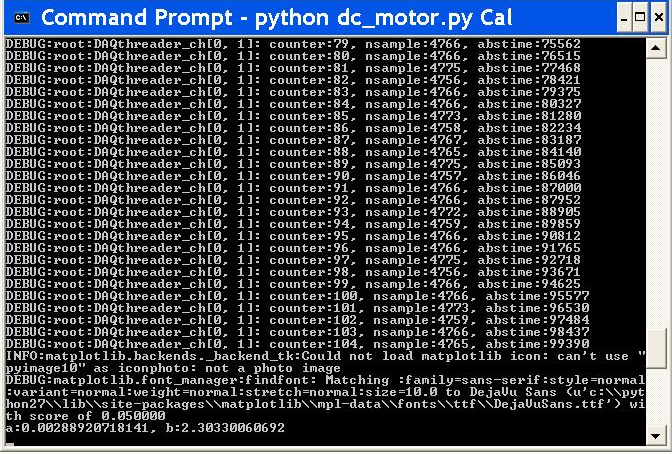 Command Prompt - python dc_motor.py Cal
DEBUG:root:DAQthreader_ch[0, 1]: counter:79, nsample:4766, abstime:75562
DEBUG:root:DAQthreader_ch[0, 1]: counter:80, nsample:4766, abstime:76515
DEBUG:root:DAQthreader_ch[0, 1]: counter:81, nsample:4775, abstime:77468
DEBUG:root:DAQthreader_ch[0, 1]: counter:82, nsample:4756, abstime:78421
DEBUG:root:DAQthreader_ch[0, 1]: counter:83, nsample:4766, abstime:79375
DEBUG:root:DAQthreader_ch[0, 1]: counter:84, nsample:4766, abstime:80327
DEBUG:root:DAQthreader_ch[0, 1]: counter:85, nsample:4773, abstime:81280
DEBUG:root:DAQthreader_ch[0, 1]: counter:86, nsample:4758, abstime:82234
DEBUG:root:DAQthreader_ch[0, 1]: counter:87, nsample:4767, abstime:83187
DEBUG:root:DAQthreader_ch[0, 1]: counter:88, nsample:4765, abstime:84140
DEBUG:root:DAQthreader_ch[0, 1]: counter:89, nsample:4775, abstime:85093
DEBUG:root:DAQthreader_ch[0, 1]: counter:90, nsample:4757, abstime:86046
DEBUG:root:DAQthreader_ch[0, 1]: counter:91, nsample:4766, abstime:87000
DEBUG:root:DAQthreader_ch[0, 1]: counter:92, nsample:4766, abstime:87952
DEBUG:root:DAQthreader_ch[0, 1]: counter:93, nsample:4772, abstime:88905
DEBUG:root:DAQthreader_ch[0, 1]: counter:94, nsample:4759, abstime:89859
DEBUG:root:DAQthreader_ch[0, 1]: counter:95, nsample:4766, abstime:90812
DEBUG:root:DAQthreader_ch[0, 1]: counter:96, nsample:4766, abstime:91765
DEBUG:root:DAQthreader_ch[0, 1]: counter:97, nsample:4775, abstime:92718
DEBUG:root:DAQthreader_ch[0, 1]: counter:98, nsample:4756, abstime:93671
DEBUG:root:DAQthreader_ch[0, 1]: counter:99, nsample:4766, abstime:94625
DEBUG:root:DAQthreader_ch[0, 1]: counter:100, nsample:4766, abstime:95577
DEBUG:root:DAQthreader_ch[0, 1]: counter:101, nsample:4773, abstime:96530
DEBUG:root:DAQthreader_ch[0, 1]: counter:102, nsample:4759, abstime:97484
DEBUG:root:DAQthreader_ch[0, 1]: counter:103, nsample:4766, abstime:98437
DEBUG:root:DAQthreader_ch[0, 1]: counter:104, nsample:4765, abstime:99390
INFO:matplotlib.backends._backend_tk:Could not load matplotlib icon: can't use "
pyimage10" as iconphoto: not a photo image
DEBUG:matplotlib.font_manager:findfont: Matching :family=sans-serif:style=normal
:variant=normal:weight=normal:stretch=normal:size=10.0 to DejaVu Sans (u'c:\\pyt
hon27\\lib\\site-packages\\matplotlib\\mpl-data\\fonts\\ttf\\DejaVuSans.ttf') wi
th score of 0.050000
a:0.00288920718141, b:2.30330060692